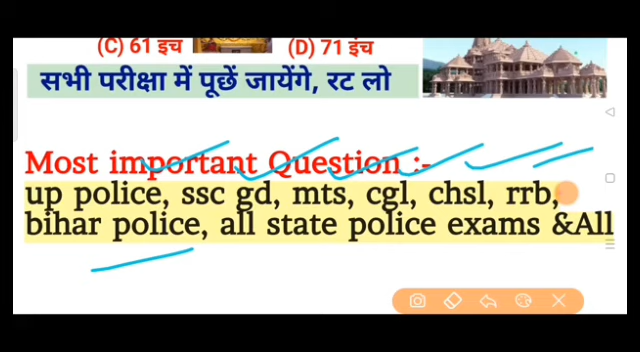 (C) 61 इंच (D) 71 इंच
सभी परीक्षा में पूछें जायेंगे, रट लो
Most important Question :-
up police, ssc gd, mts, cgl, chsl, rrb,
bihar police, all state police exams &All